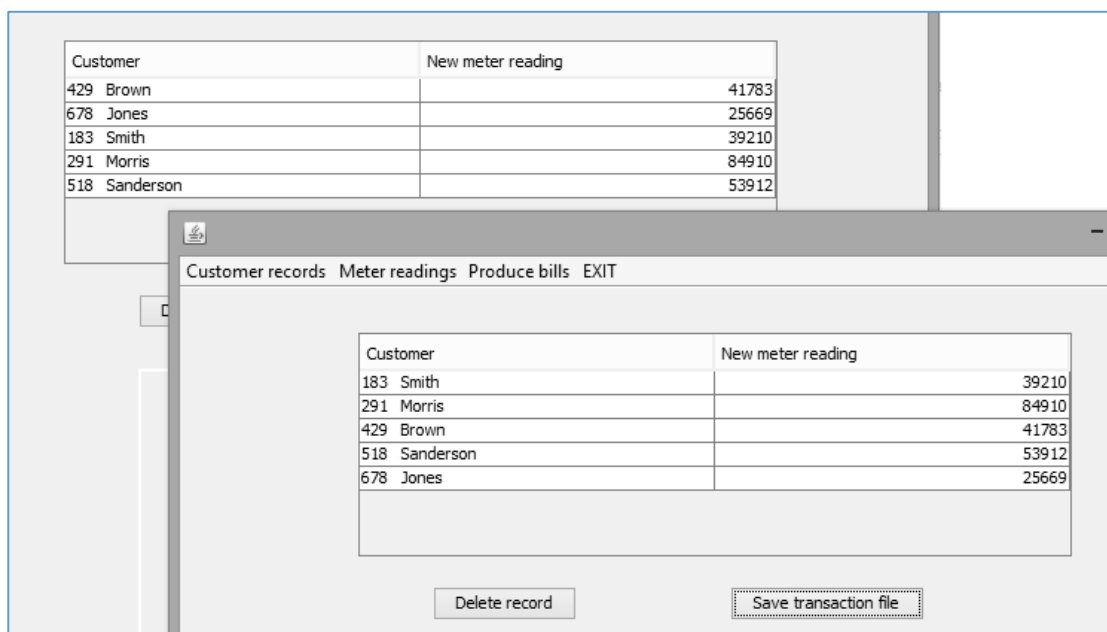 Customer New meter reading
429 Brown 41783
678 Jones 25669
183 Smith 39210
291 Morris 84910
518 Sanderson 53912
Customer records Meter readings Produce bills EXIT
Customer New meter reading
183 Smith 39210
291 Morris 84910
429 Brown 41783
518 Sanderson 53912
678 Jones 25669
Delete record Save transaction file